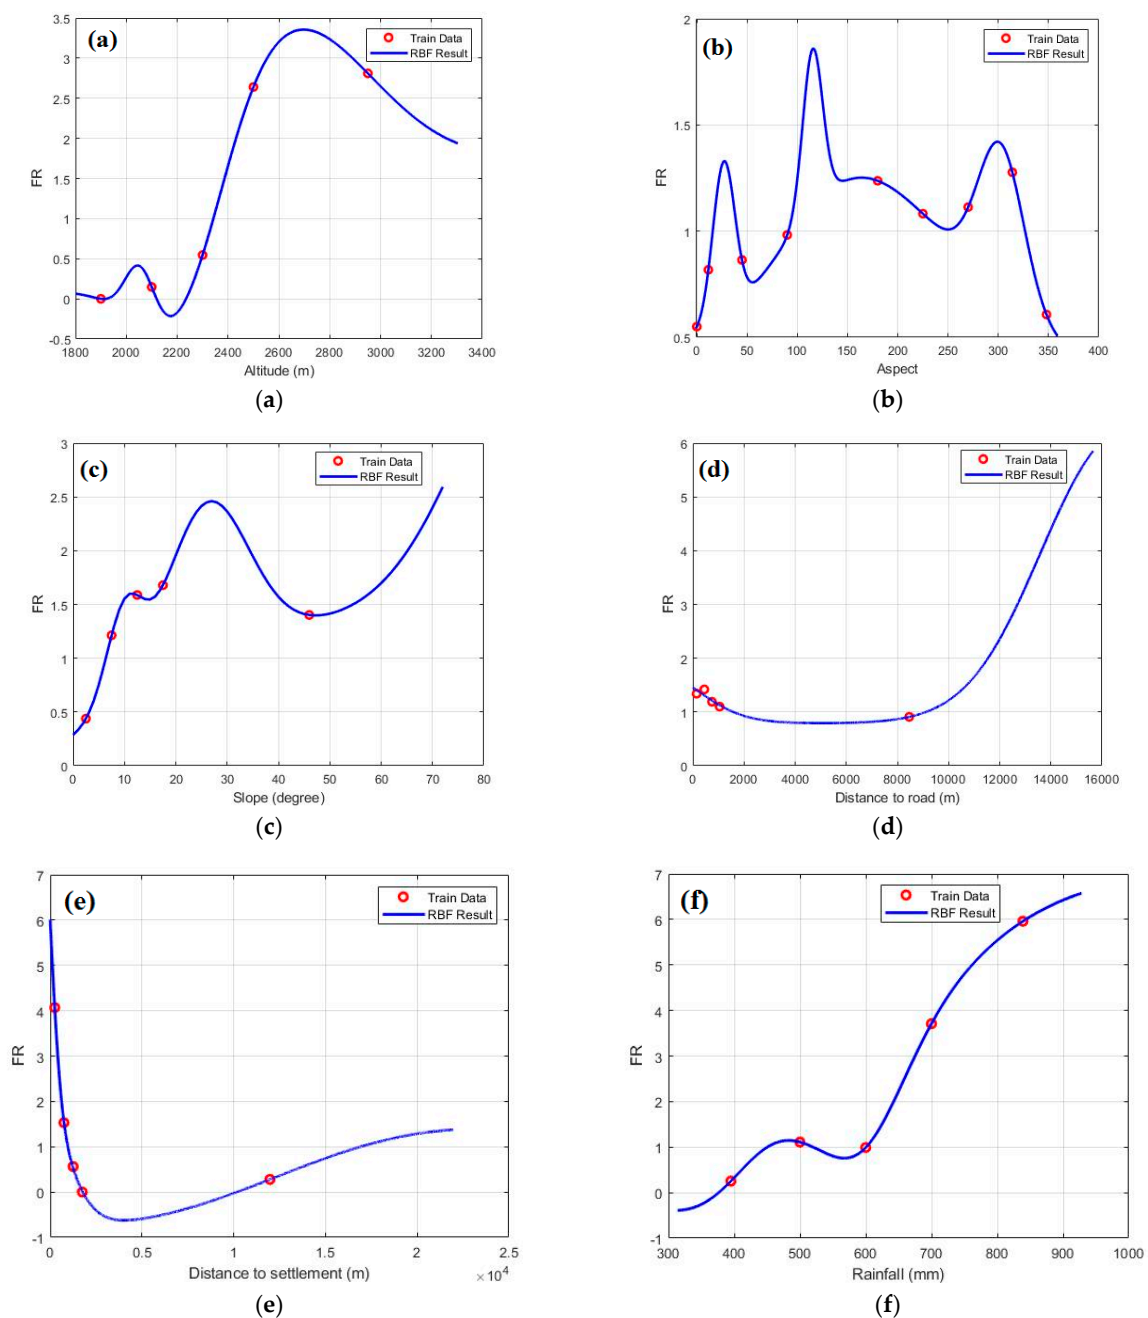 (a)
Train Data
RBF Result
FR
3.5
3
2.5
2
1.5
1
0.5
0
-0.5
1800 2000 2200 2400 2600 2800 3000 3200 3400
Altitude (m)
(a)
(b)
Train Data
RBF Result
FR
2
1.5
1
0.5
0 50 100 150 200 250 300 350 400
Aspect
(b)
(c)
Train Data
RBF Result
FR
3
2.5
2
1.5
1
0.5
0
0 10 20 30 40 50 60 70 80
Slope (degree)
(c)
(d)
Train Data
RBF Result
FR
6
5
4
3
2
1
0
0 2000 4000 6000 8000 10000 12000 14000 16000
Distance to road (m)
(d)
(e)
Train Data
RBF Result
FR
7
6
5
4
3
2
1
0
-1
0 0.5 1 1.5 2 2.5
Distance to settlement (m)
×10⁴
(e)
(f)
Train Data
RBF Result
FR
7
6
5
4
3
2
1
0
-1
300 400 500 600 700 800 900 1000
Rainfall (mm)
(f)